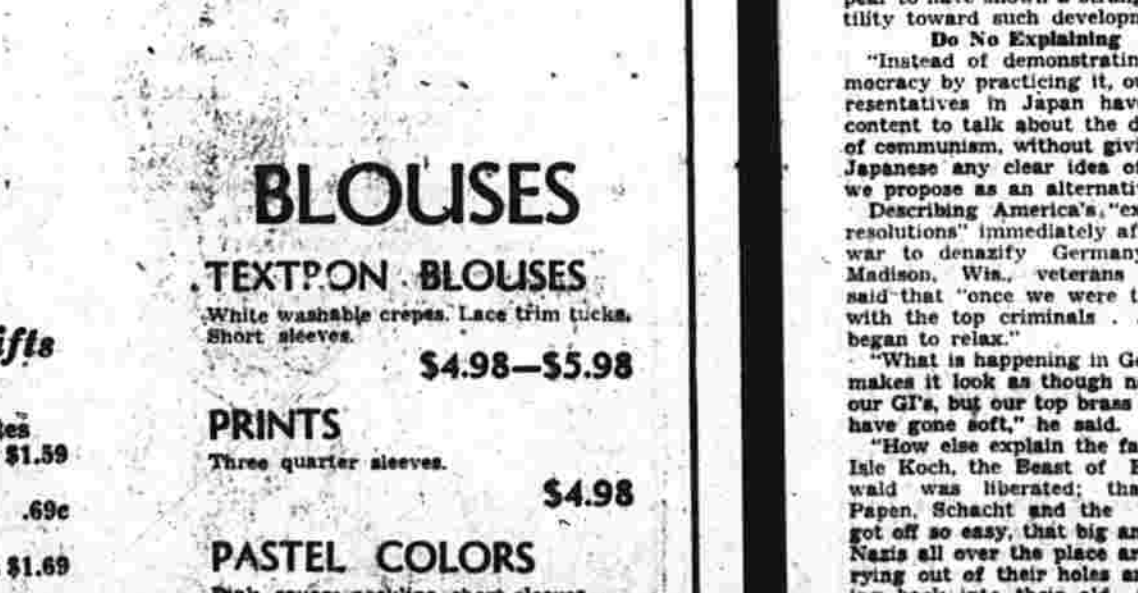 ifts
$1.59
.69c
$1.69
BLOUSES
TEXTRON BLOUSES
White washable crepes. Lace trim tucks.
Short sleeves.
$4.98—$5.98
PRINTS
Three quarter sleeves.
$4.98
PASTEL COLORS
tility toward such developm
Do No Explaining
"Instead of demonstratin
mocracy by practicing it, ou
resentatives in Japan hav
content to talk about the d
of communism, without givi
Japanese any clear idea of
we propose as an alternati
Describing America's "ex
resolutions" immediately af
war to denazify Germany
Madison, Wis., veterans
said that "once we were t
with the top criminals .
began to relax."
"What is happening in Ge
makes it look as though n
our GI's, but our top brass
have gone soft," he said.
"How else explain the fa
Isle Koch, the Beast of
wald was liberated; tha
Papen, Schacht and the
got off so easy, that big an
Nazis all over the place a
rying out of their holes a